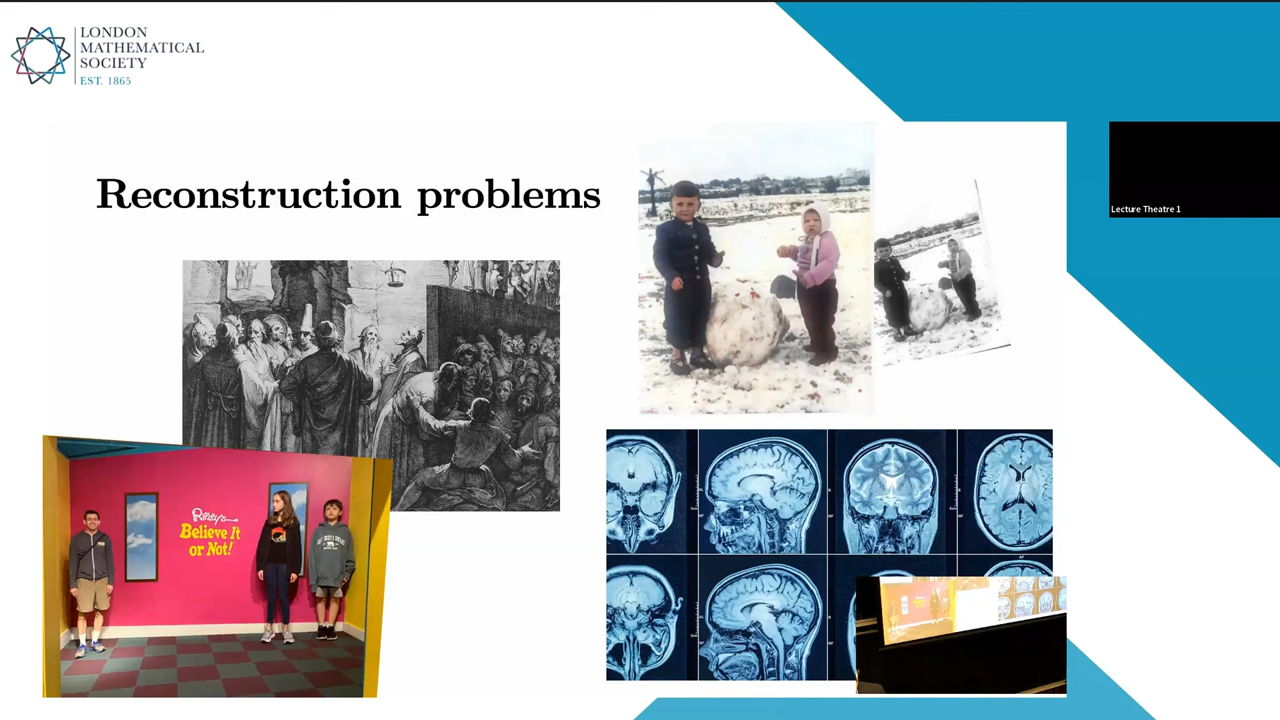 LONDON
MATHEMATICAL
SOCIETY
EST. 1865
Reconstruction problems
Lecture Theatre 1
Ripley's
Believe It
or Not!